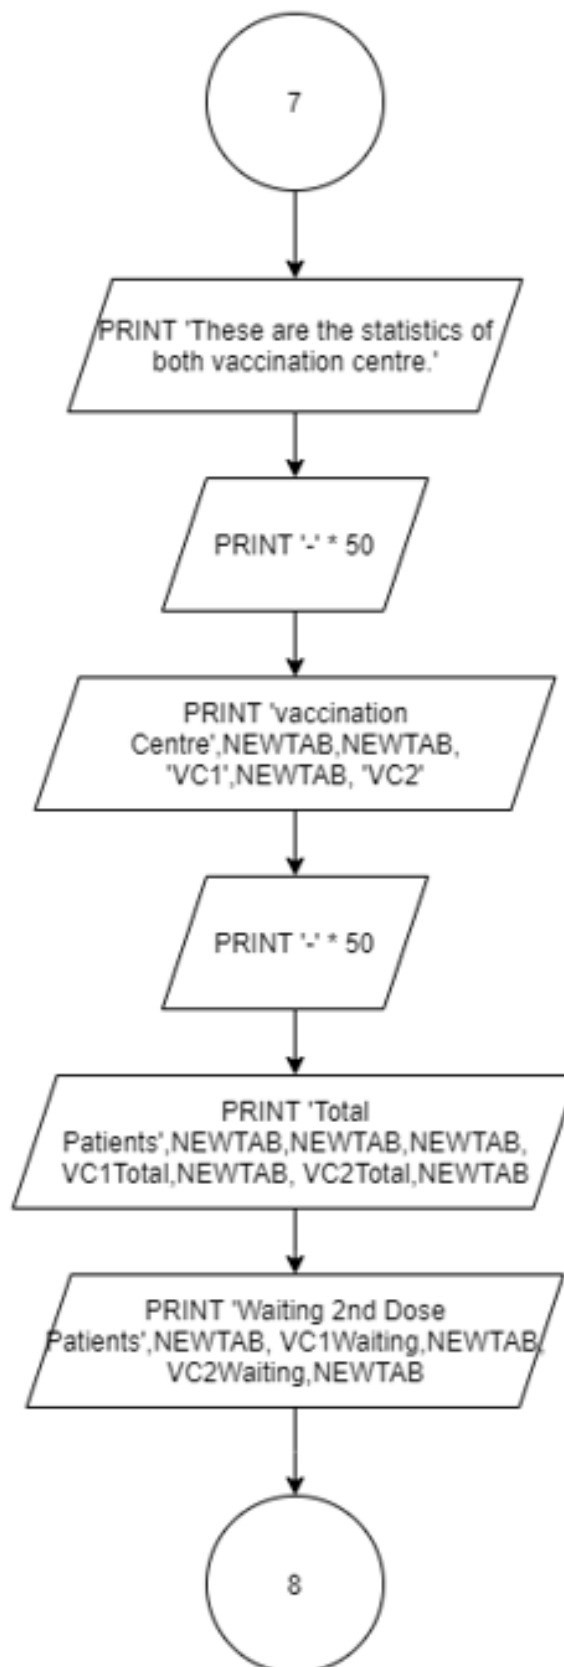 7
PRINT 'These are the statistics of
both vaccination centre.'
PRINT '-' * 50
PRINT 'vaccination
Centre',NEWTAB,NEWTAB,
'VC1',NEWTAB, 'VC2'
PRINT '-' * 50
PRINT 'Total
Patients',NEWTAB,NEWTAB,NEWTAB,
VC1Total,NEWTAB, VC2Total,NEWTAB
PRINT 'Waiting 2nd Dose
Patients',NEWTAB, VC1Waiting,NEWTAB,
VC2Waiting,NEWTAB
8